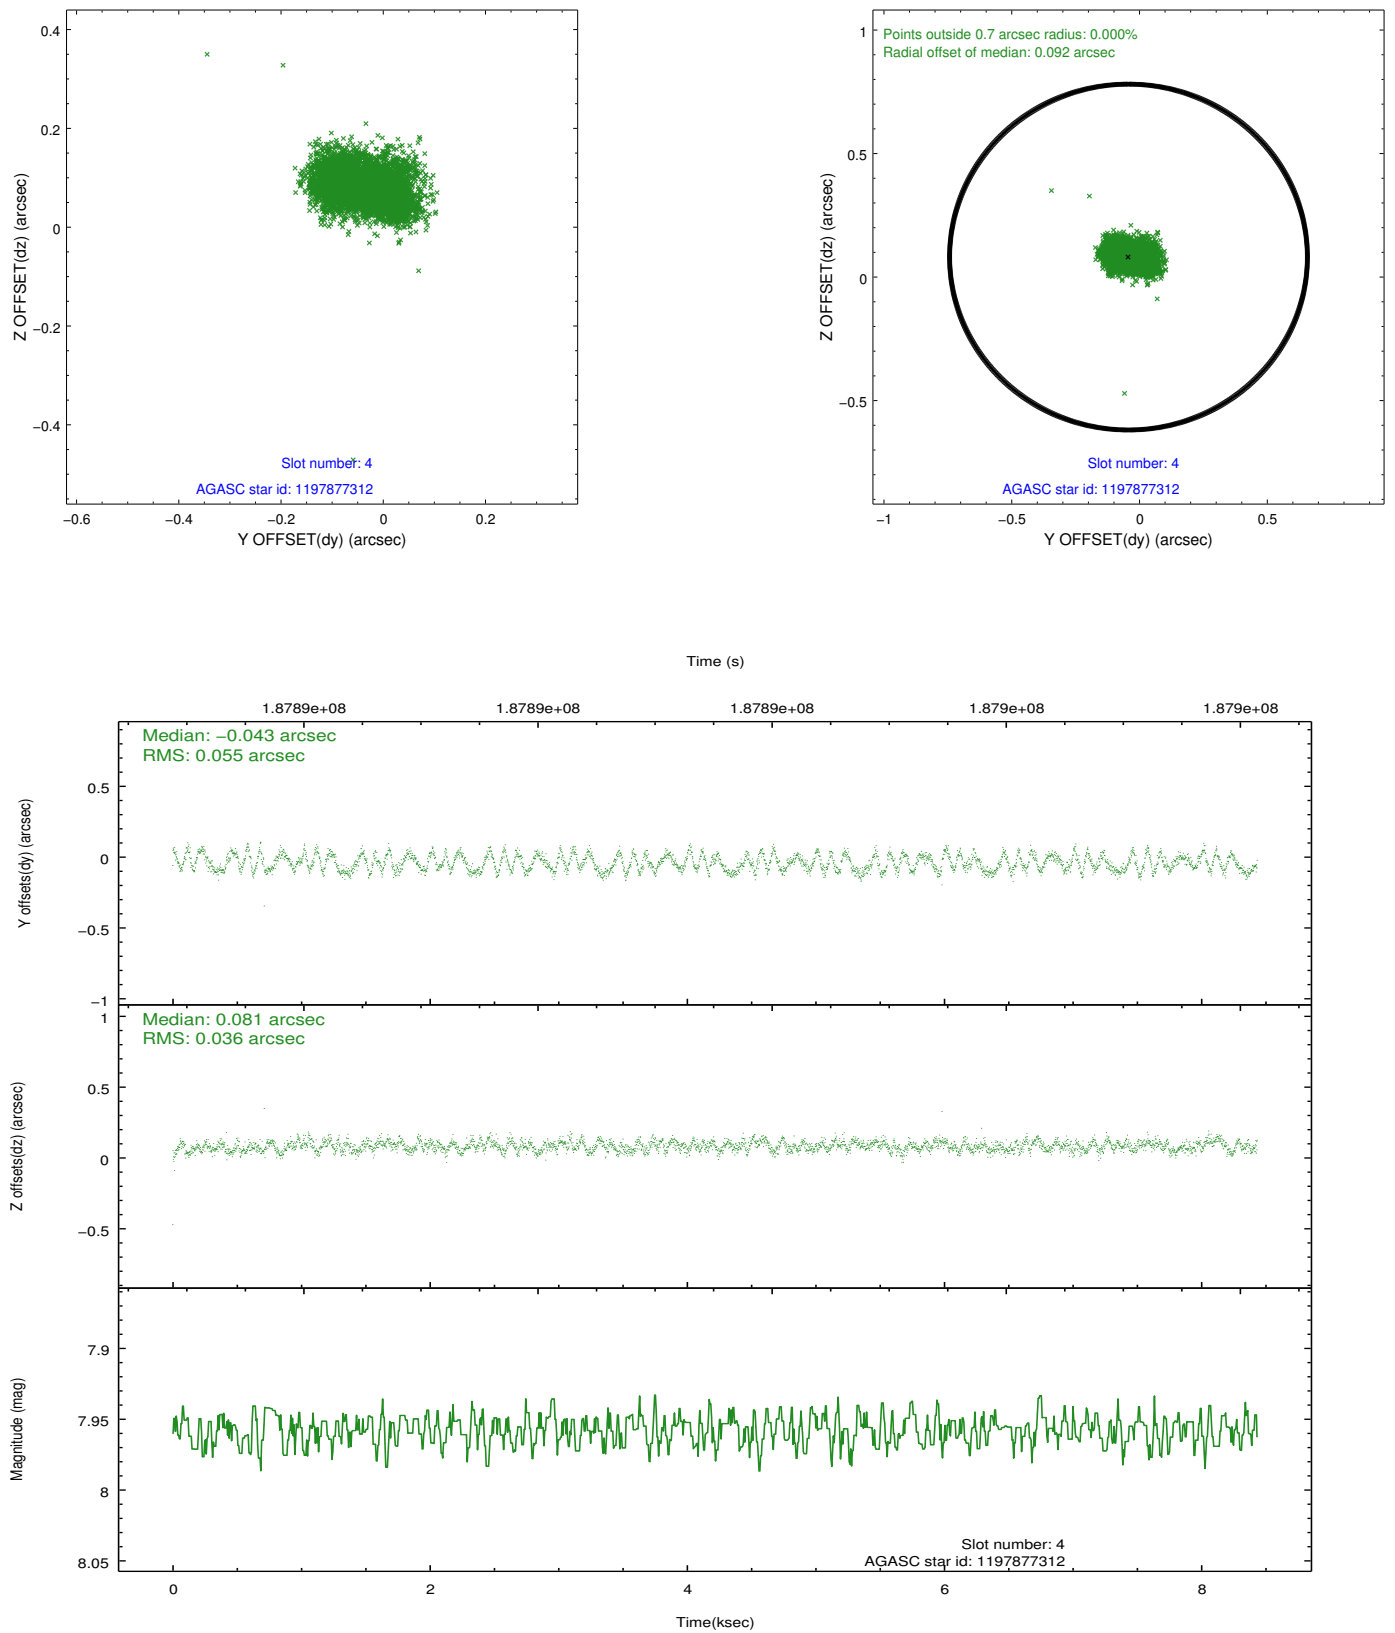 0.4
0.2
0
−0.2
−0.4
Z OFFSET(dz) (arcsec)
Slot number: 4
AGASC star id: 1197877312
−0.6
−0.4
−0.2
0
0.2
Y OFFSET(dy) (arcsec)
Points outside 0.7 arcsec radius: 0.000%
Radial offset of median: 0.092 arcsec
1
0.5
0
−0.5
Z OFFSET(dz) (arcsec)
Slot number: 4
AGASC star id: 1197877312
−1
−0.5
0
0.5
Y OFFSET(dy) (arcsec)
Time (s)
1.8789e+08
1.8789e+08
1.8789e+08
1.879e+08
1.879e+08
Median: −0.043 arcsec
RMS: 0.055 arcsec
0.5
0
−0.5
−1
Y offsets(dy) (arcsec)
Median: 0.081 arcsec
RMS: 0.036 arcsec
1
0.5
0
−0.5
Z offsets(dz) (arcsec)
7.9
7.95
8
8.05
Magnitude (mag)
Slot number: 4
AGASC star id: 1197877312
0
2
4
6
8
Time(ksec)